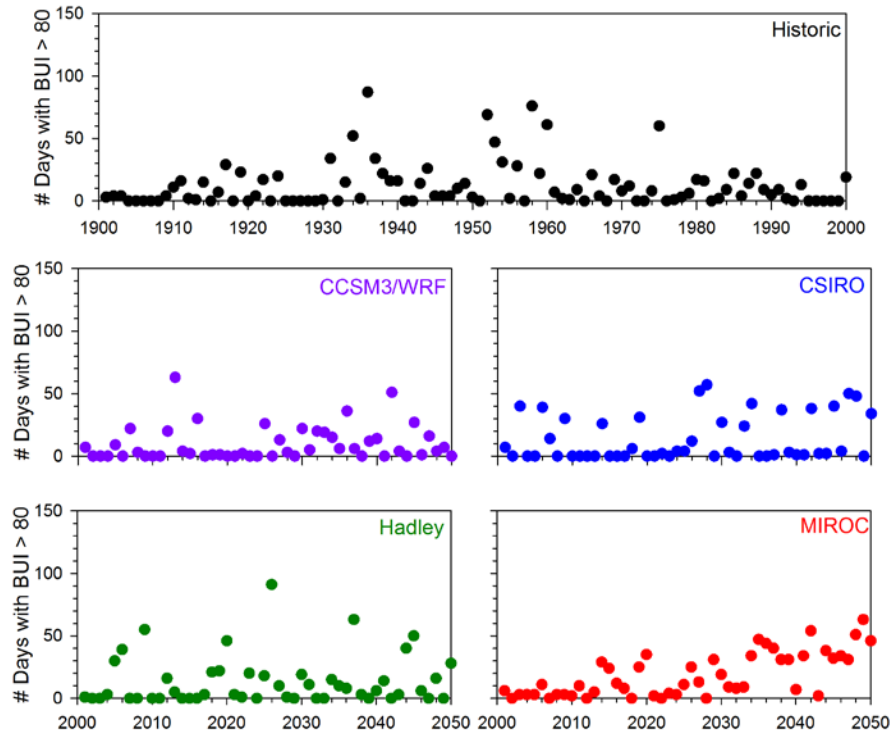 # Days with BUI > 80
150
Historic
100
50
0
1900 1910 1920 1930 1940 1950 1960 1970 1980 1990 2000
# Days with BUI > 80
150
CCSM3/WRF
CSIRO
100
50
0
# Days with BUI > 80
150
Hadley
MIROC
100
50
0
2000 2010 2020 2030 2040 2050
2000 2010 2020 2030 2040 2050